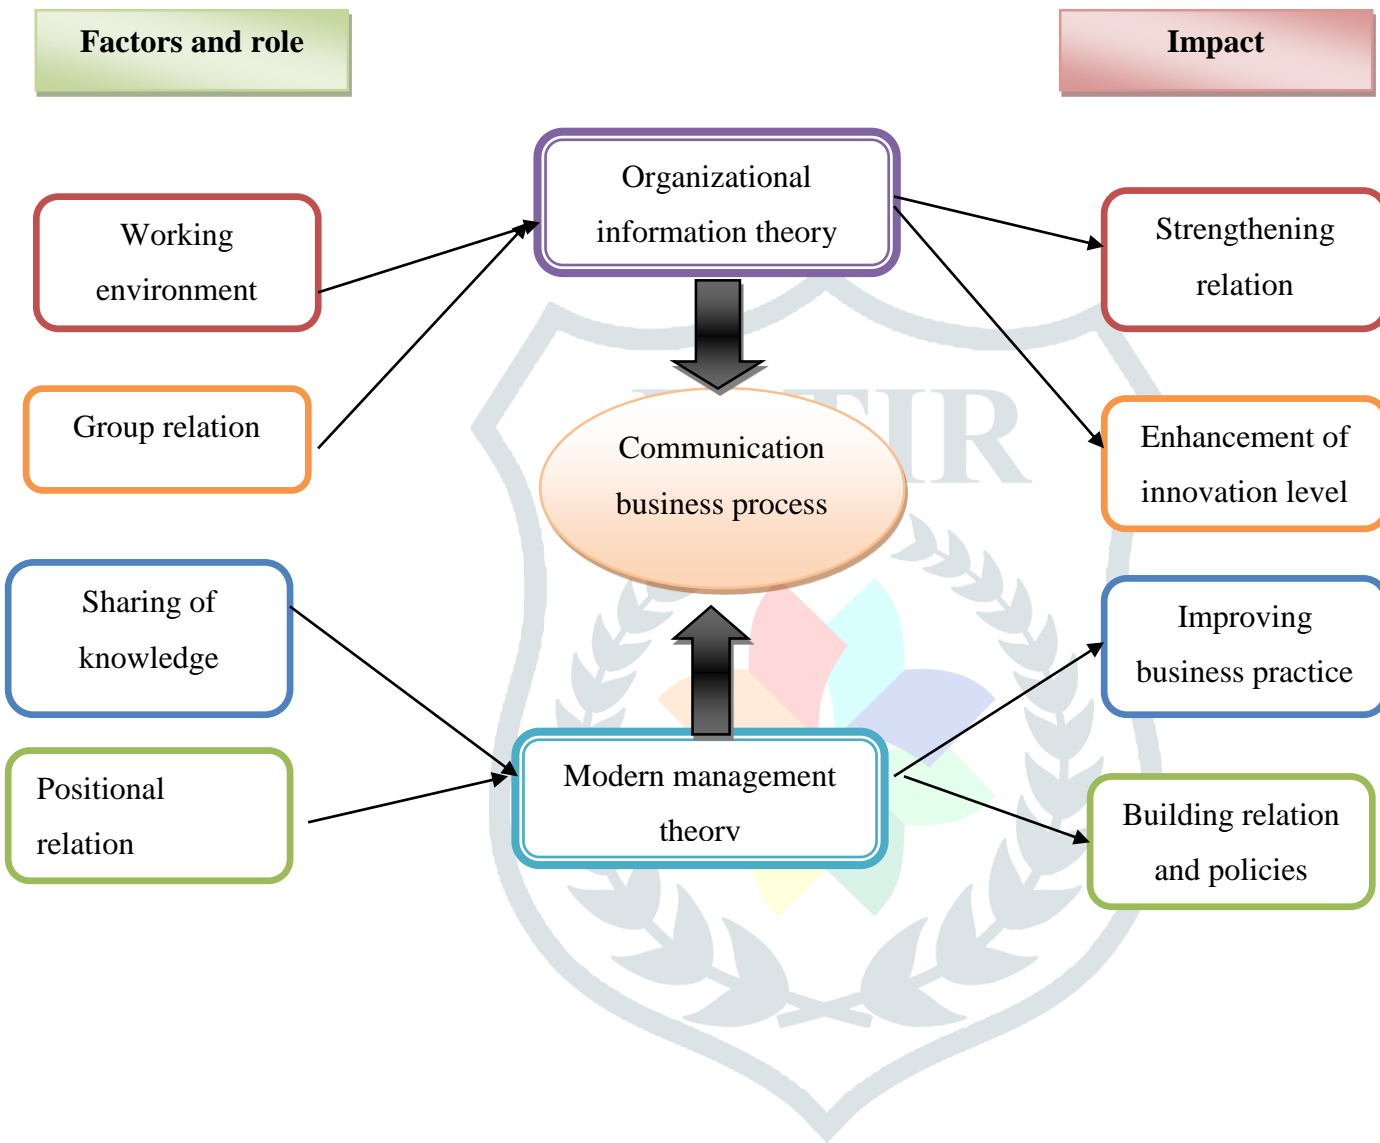 Factors and role
Impact
Organizational
information theory
Working
environment
Strengthening
relation
Group relation
Communication
business process
Enhancement of
innovation level
Sharing of
knowledge
Improving
business practice
Positional
relation
Modern management
theory
Building relation
and policies